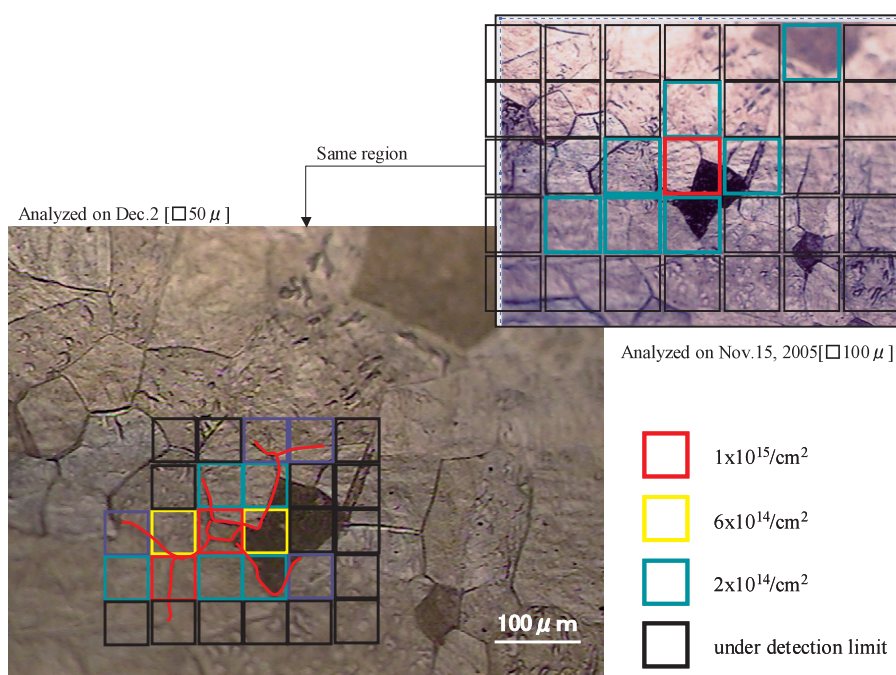 Same region
Analyzed on Dec.2 [□50 μ]
Analyzed on Nov.15, 2005[□100 μ]
1x10¹⁵/cm²
6x10¹⁴/cm²
2x10¹⁴/cm²
under detection limit
100 μ m